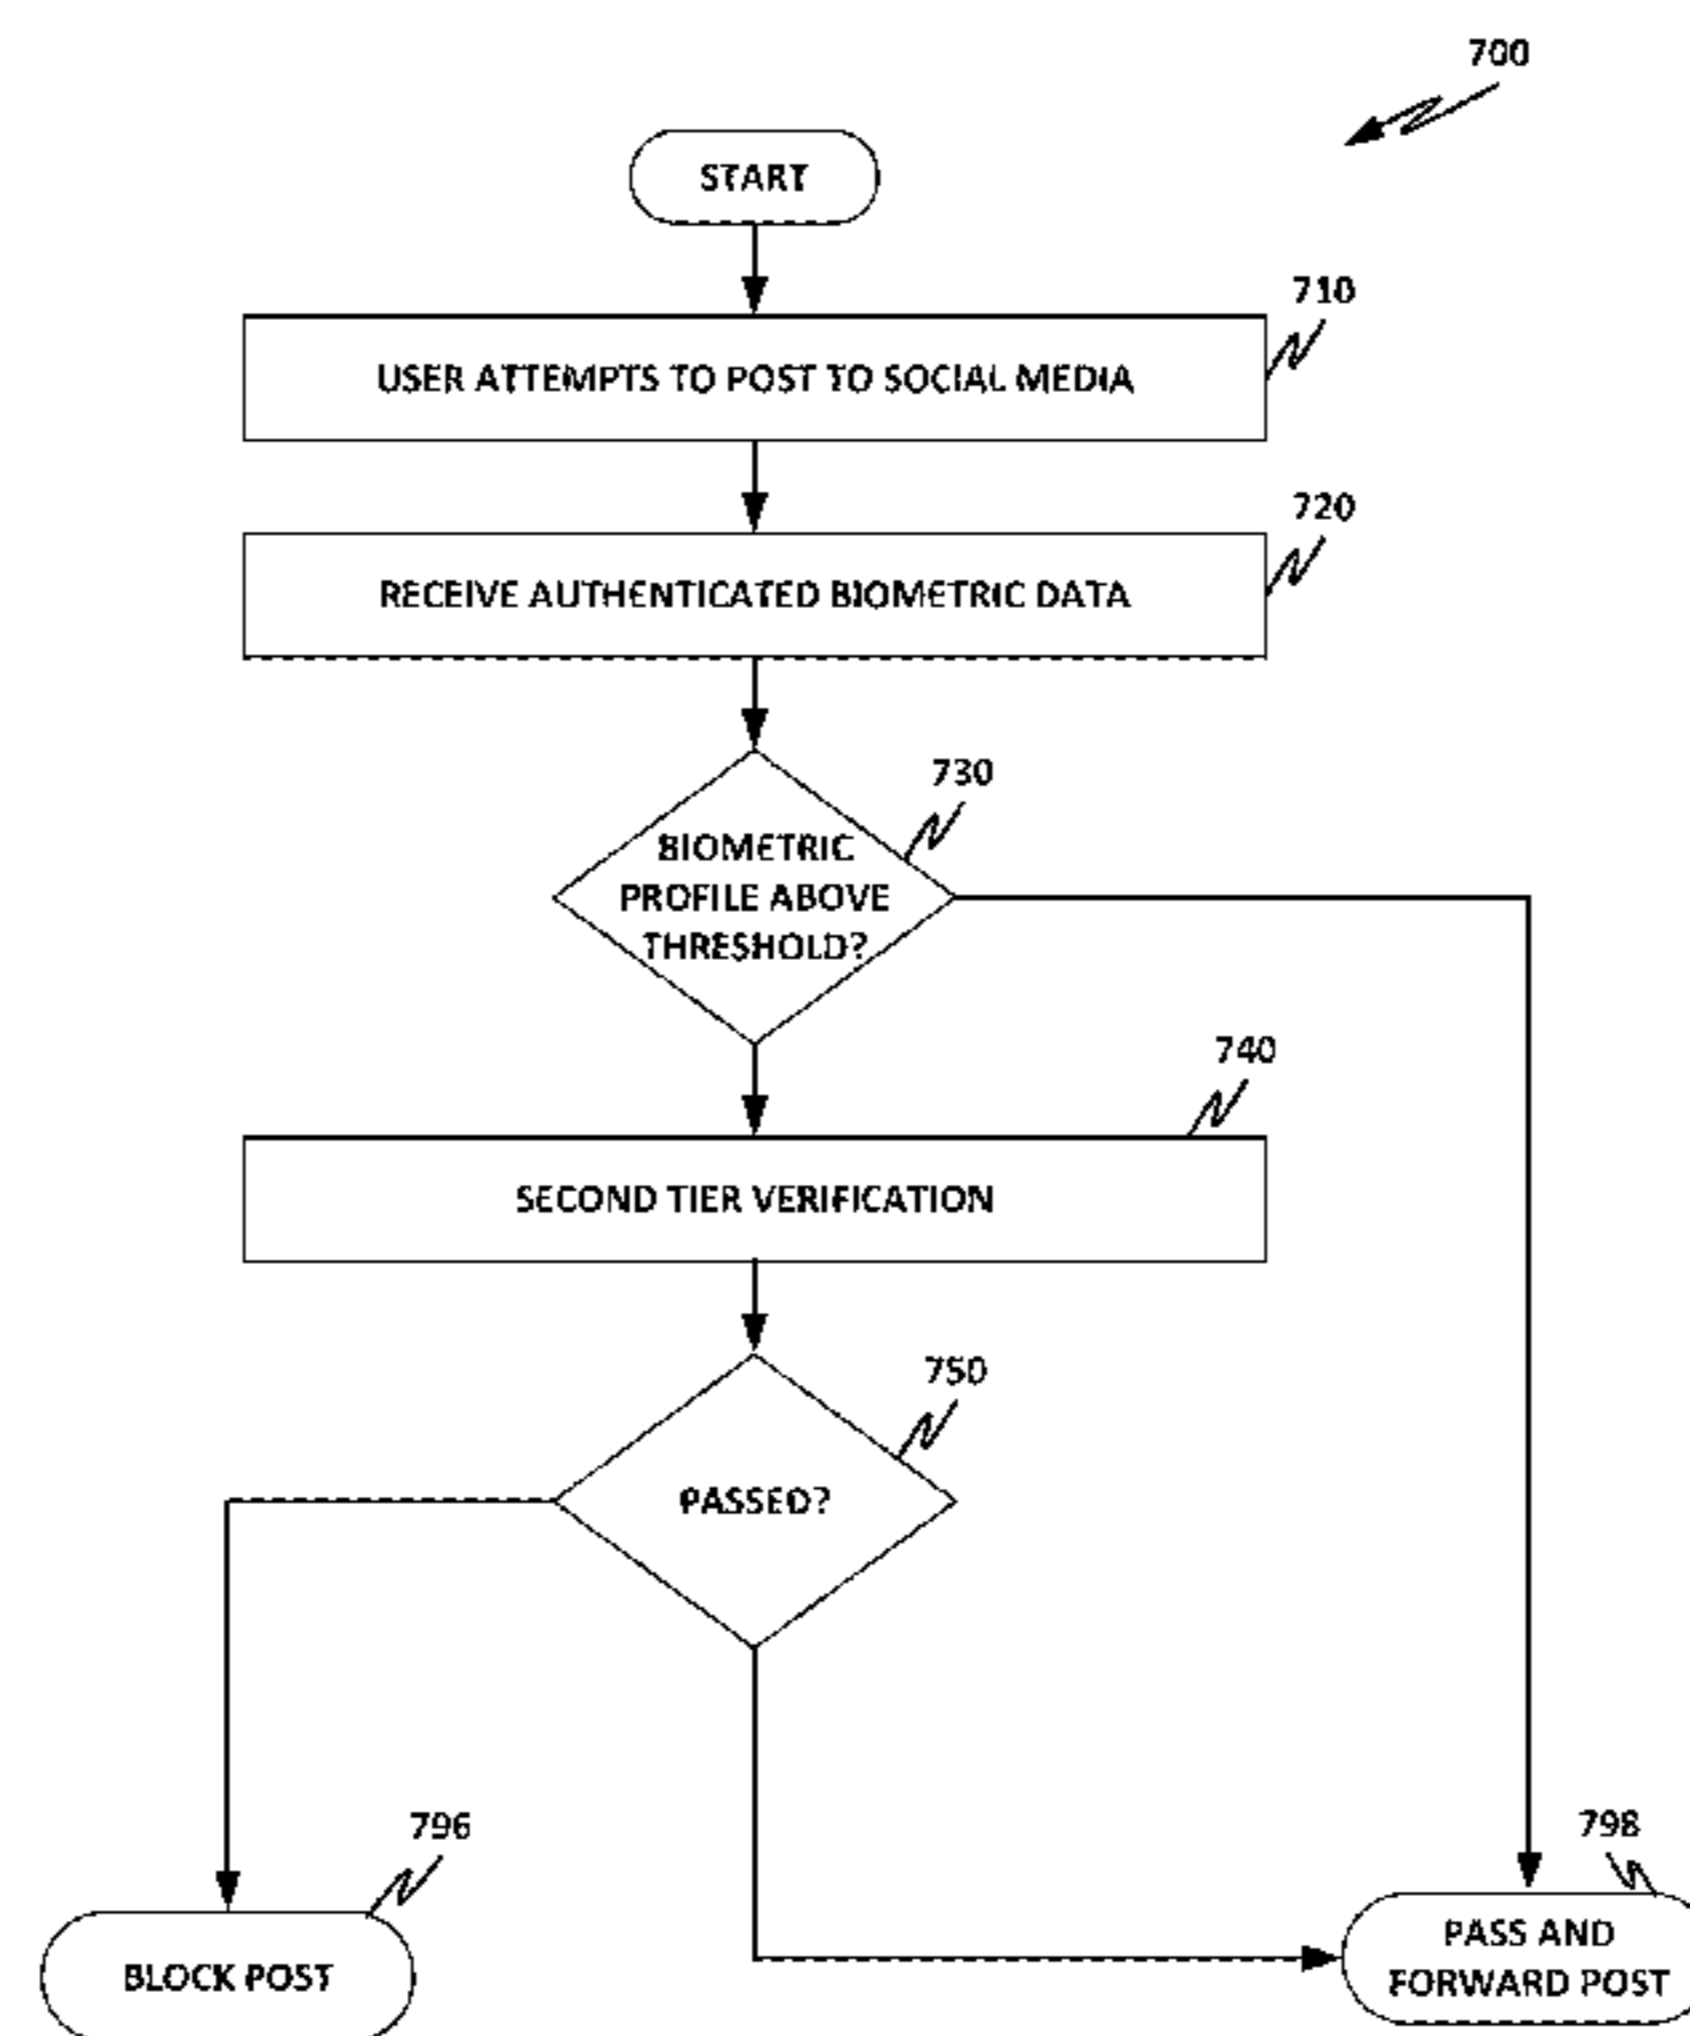 700
START
710
USER ATTEMPTS TO POST TO SOCIAL MEDIA
720
RECEIVE AUTHENTICATED BIOMETRIC DATA
730
BIOMETRIC
PROFILE ABOVE
THRESHOLD?
740
SECOND TIER VERIFICATION
750
PASSED?
796
798
BLOCK POST
PASS AND
FORWARD POST